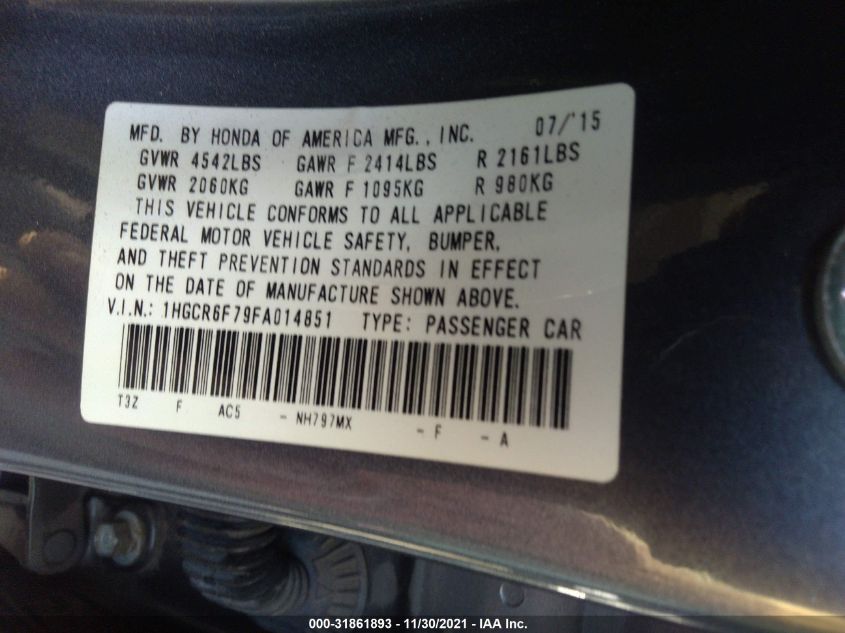 MFD. BY HONDA OF AMERICA MFG., INC. 07/'15
GVWR 4542LBS GAWR F 2414LBS R 2161LBS
GVWR 2060KG GAWR F 1095KG R 980KG
THIS VEHICLE CONFORMS TO ALL APPLICABLE
FEDERAL MOTOR VEHICLE SAFETY, BUMPER,
AND THEFT PREVENTION STANDARDS IN EFFECT
ON THE DATE OF MANUFACTURE SHOWN ABOVE.
V.I.N.: 1HGCR6F79FA014851 TYPE: PASSENGER CAR
T3Z F AC5 - NH797MX - F - A
000-31861893 - 11/30/2021 - IAA Inc.